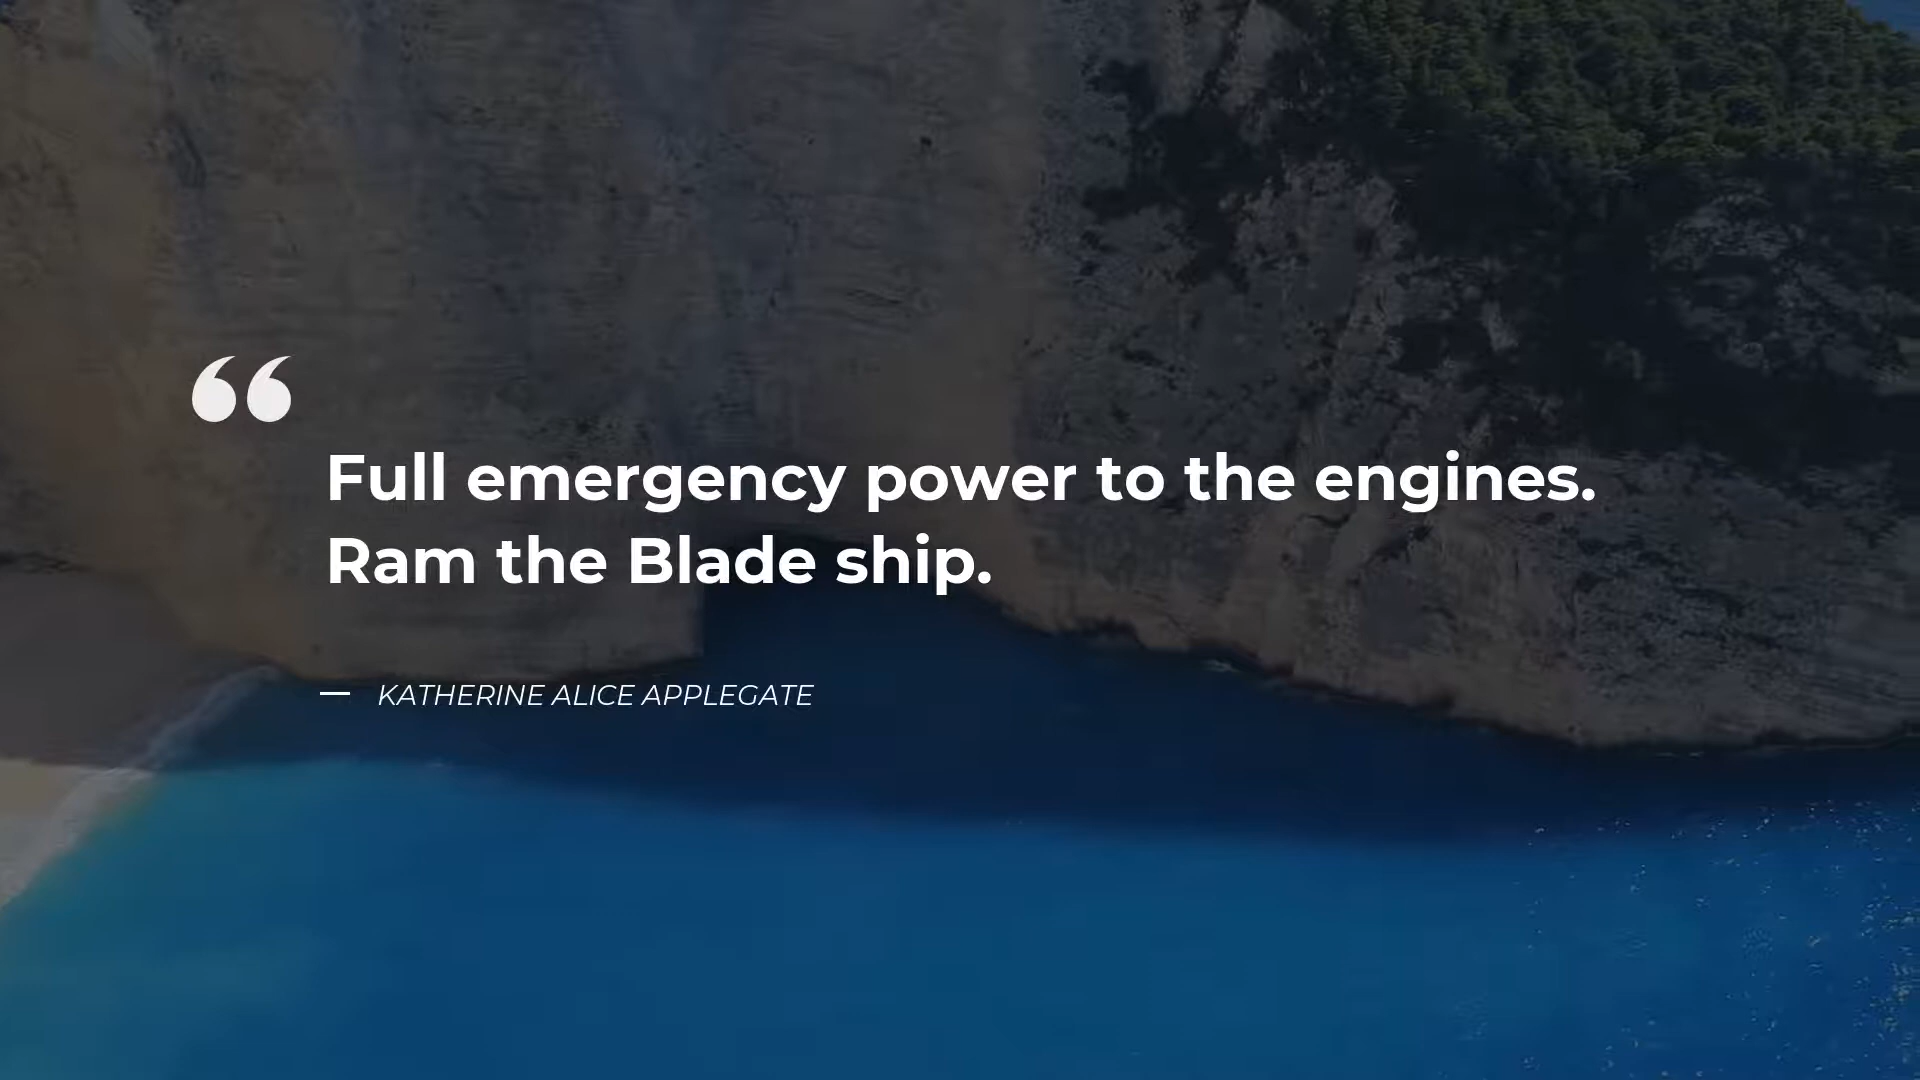 “
Full emergency power to the engines.
Ram the Blade ship.
— KATHERINE ALICE APPLEGATE